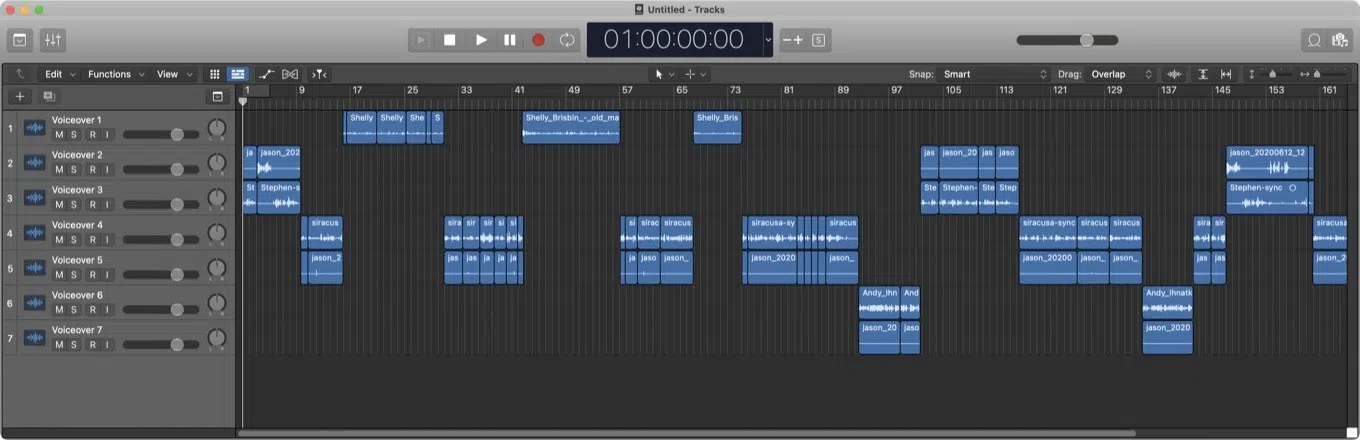 Untitled - Tracks
01:00:00:00
S
Edit Functions View Snap: Smart Drag: Overlap
1 9 17 25 33 41 49 57 65 73 81 89 97 105 113 121 129 137 145 153 161
1 Voiceover 1
M S R I
Shelly Shelly She S Shelly_Brisbin_-_old_ma Shelly_Bris
2 Voiceover 2
M S R I
ja jason_202 jas jason_20 jas jaso jason_20200612_12
3 Voiceover 3
M S R I
St Stephen-s Ste Stephen- Ste Step Stephen-sync
4 Voiceover 4
M S R I
siracus sira sir sir si si si sirac siracus siracusa-sy siracus siracusa-sync siracus siracus sira sir siracus
5 Voiceover 5
M S R I
jason_2 jas jas ja ja ja ja jaso jason_ jason_2020 jason_ jason_20200 jason_ jason_ jas jas jason_2
6 Voiceover 6
M S R I
Andy_Ihn And Andy_Ihnatk
7 Voiceover 7
M S R I
jason_20 jaso jason_2020